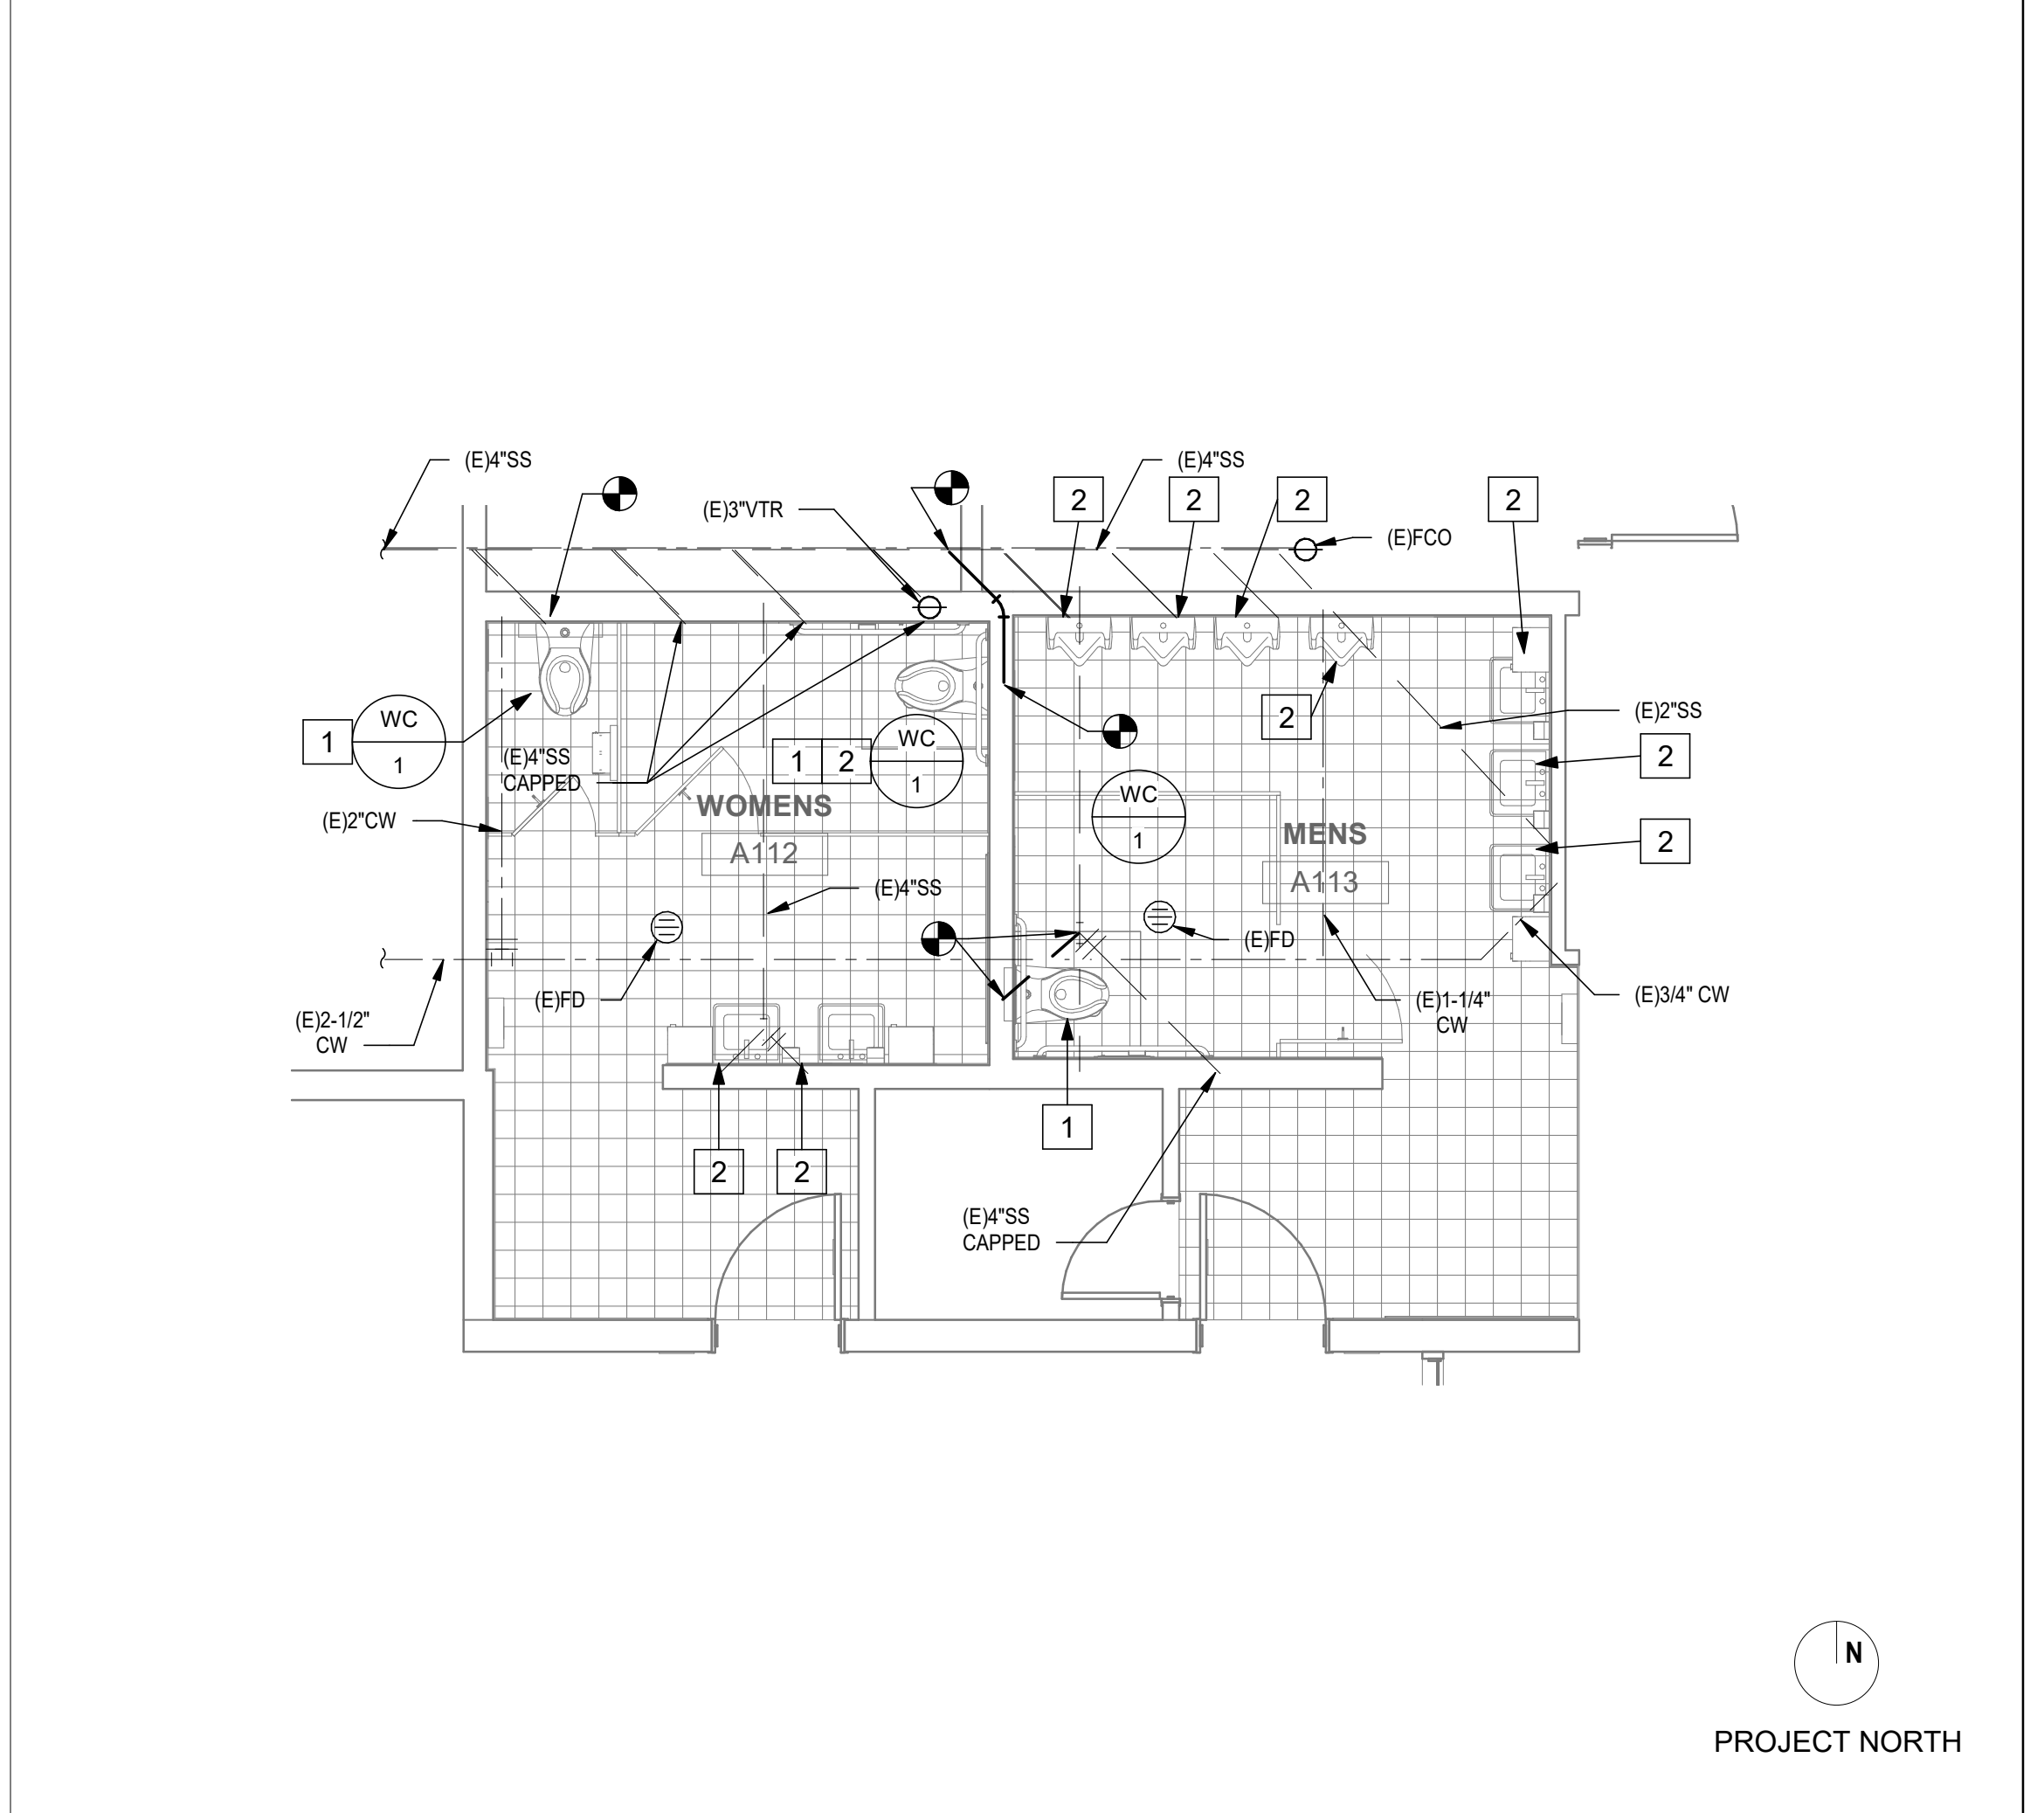 (E)4"SS
(E)4"SS
2
2
2
2
(E)3"VTR
(E)FCO
1
WC
1
(E)4"SS
CAPPED
1
2
WC
1
2
(E)2"SS
2
WC
1
WOMENS
A112
MENS
A113
(E)2"CW
2
(E)4"SS
(E)FD
(E)FD
(E)2-1/2"
CW
(E)1-1/4"
CW
(E)3/4" CW
2
2
1
(E)4"SS
CAPPED
N
PROJECT NORTH